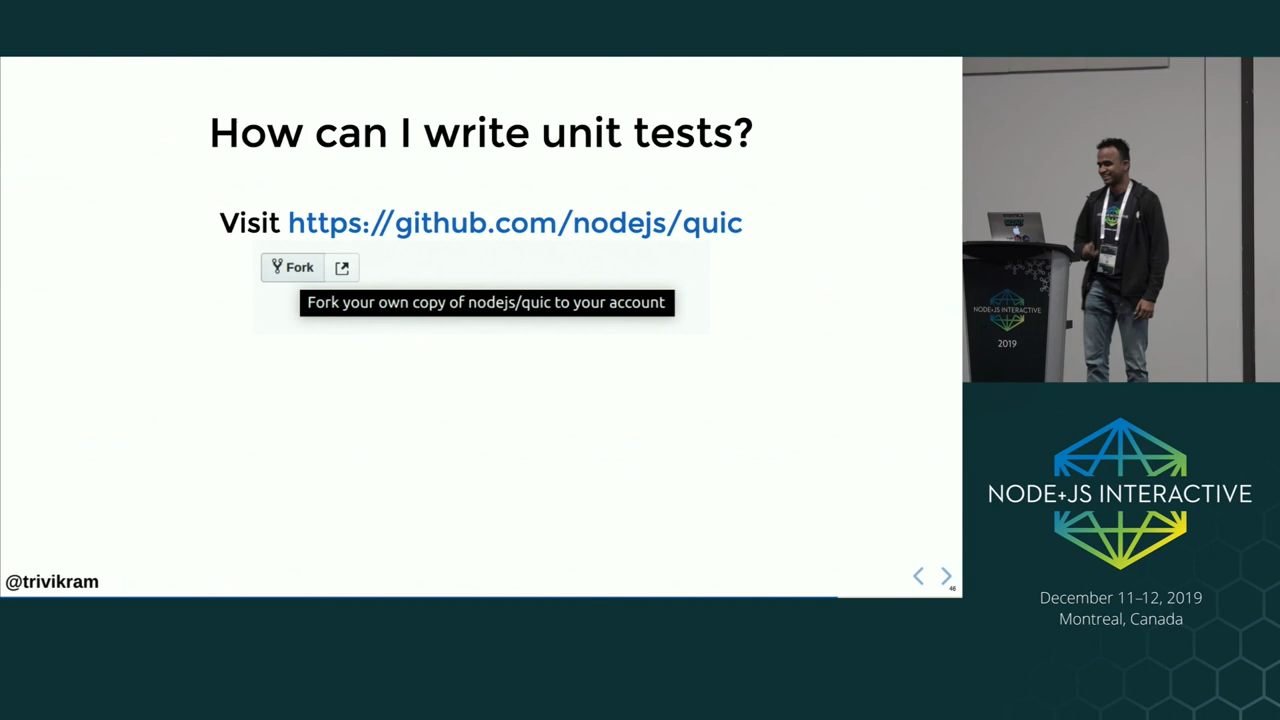 How can I write unit tests?
Visit https://github.com/nodejs/quic
Fork
Fork your own copy of nodejs/quic to your account
@trivikram
46
NODE+JS INTERACTIVE
2019
NODE+JS INTERACTIVE
December 11–12, 2019
Montreal, Canada